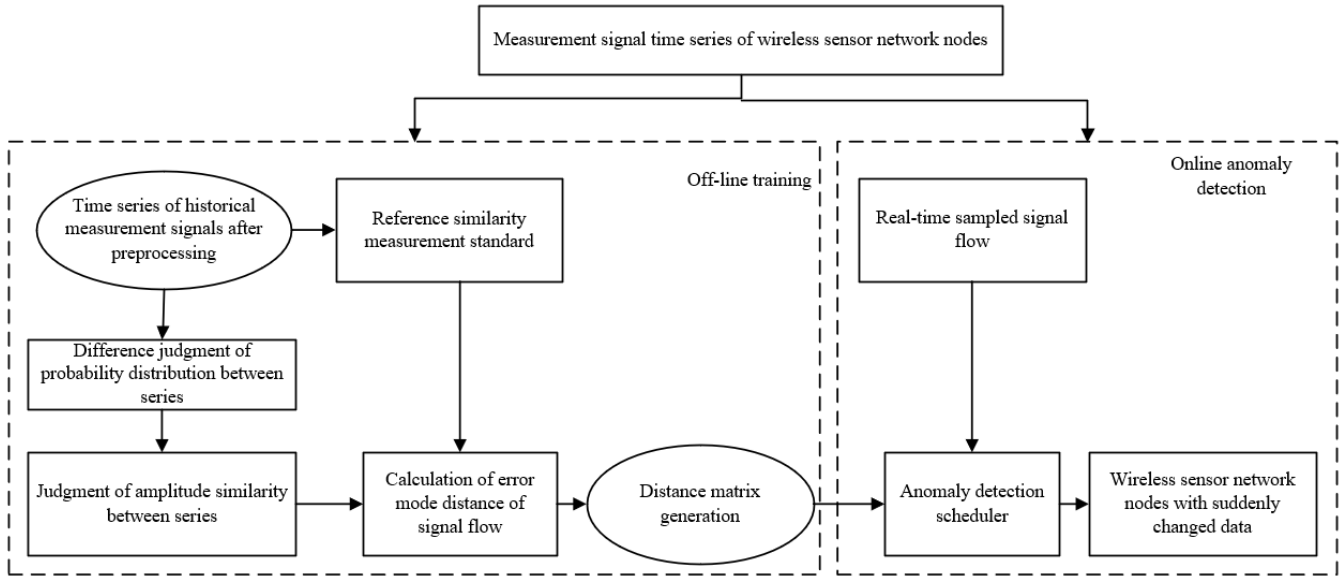 Measurement signal time series of wireless sensor network nodes
Off-line training
Time series of historical
measurement signals after
preprocessing
Reference similarity
measurement standard
Difference judgment of
probability distribution between
series
Judgment of amplitude similarity
between series
Calculation of error
mode distance of
signal flow
Distance matrix
generation
Online anomaly
detection
Real-time sampled signal
flow
Anomaly detection
scheduler
Wireless sensor network
nodes with suddenly
changed data